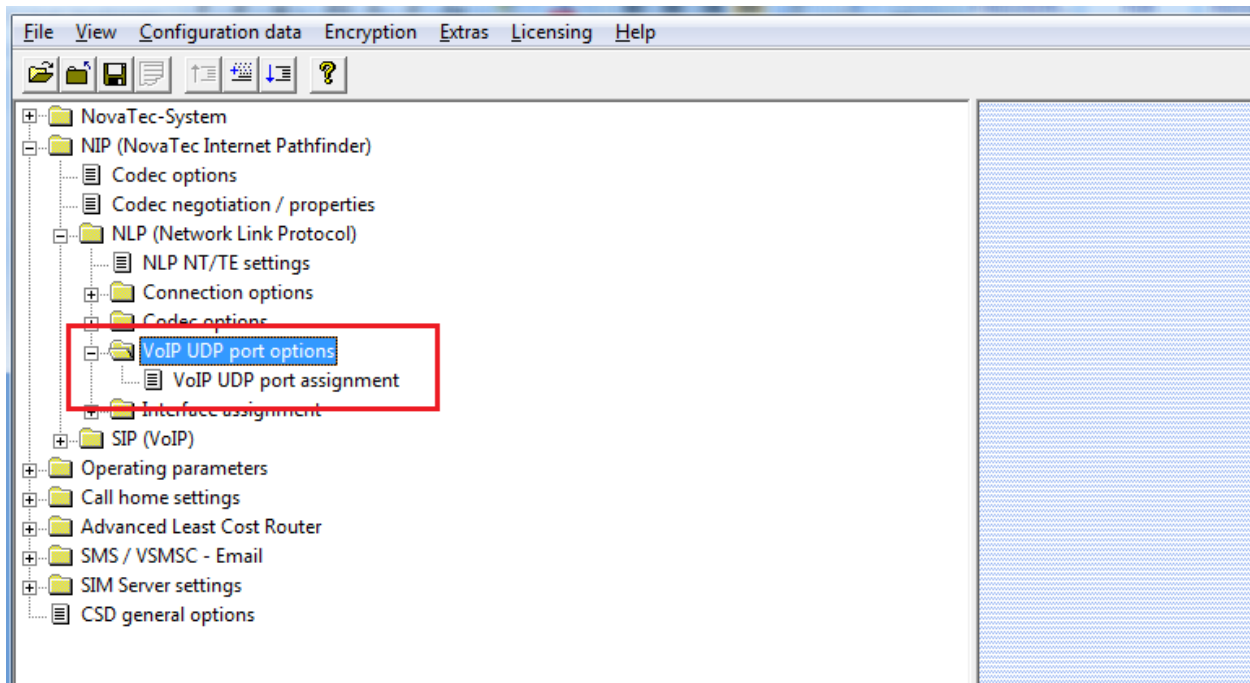 File View Configuration data Encryption Extras Licensing Help
NovaTec-System
NIP (NovaTec Internet Pathfinder)
Codec options
Codec negotiation / properties
NLP (Network Link Protocol)
NLP NT/TE settings
Connection options
Codec options
VoIP UDP port options
VoIP UDP port assignment
Interface assignment
SIP (VoIP)
Operating parameters
Call home settings
Advanced Least Cost Router
SMS / VSMSC - Email
SIM Server settings
CSD general options